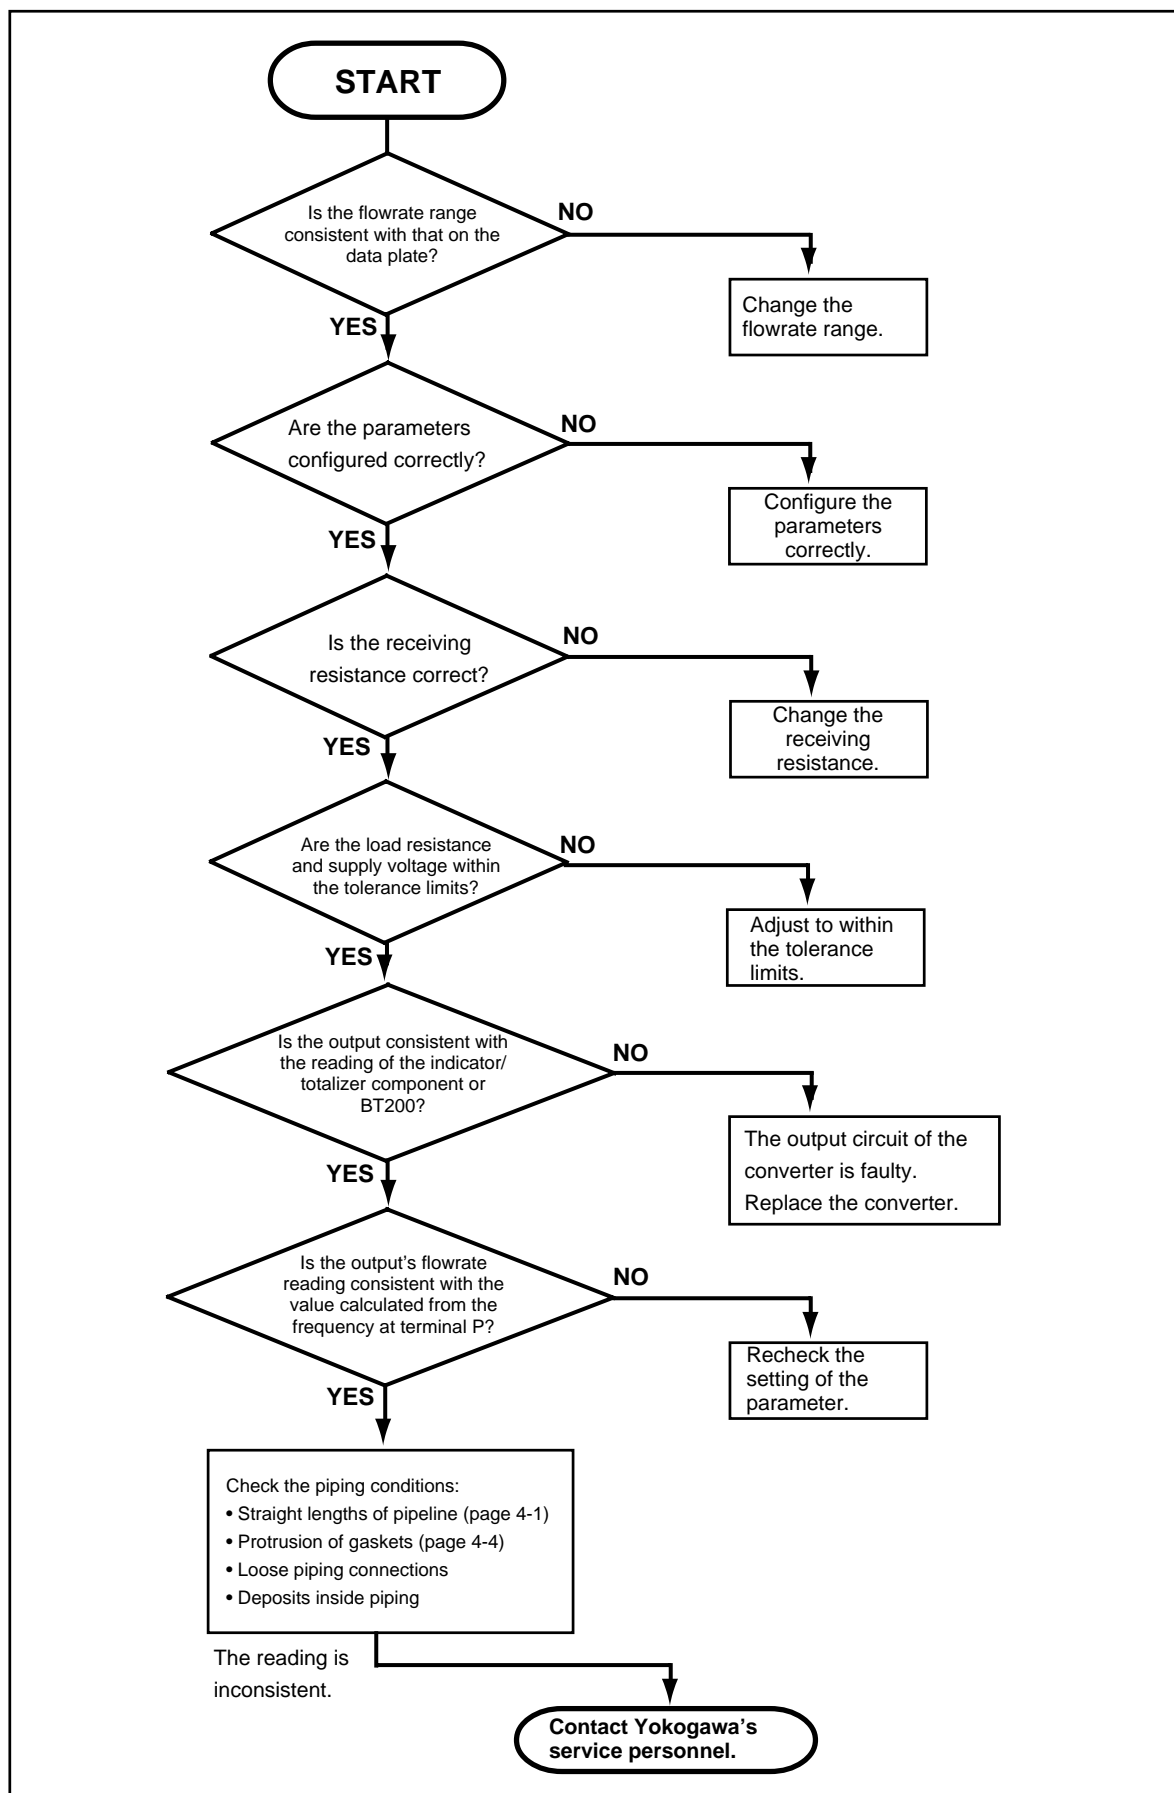 START
Is the flowrate range
consistent with that on the
data plate?
NO
Change the
flowrate range.
YES
Are the parameters
configured correctly?
NO
Configure the
parameters
correctly.
YES
Is the receiving
resistance correct?
NO
Change the
receiving
resistance.
YES
Are the load resistance
and supply voltage within
the tolerance limits?
NO
Adjust to within
the tolerance
limits.
YES
Is the output consistent with
the reading of the indicator/
totalizer component or
BT200?
NO
The output circuit of the
converter is faulty.
Replace the converter.
YES
Is the output’s flowrate
reading consistent with the
value calculated from the
frequency at terminal P?
NO
Recheck the
setting of the
parameter.
YES
Check the piping conditions:
• Straight lengths of pipeline (page 4-1)
• Protrusion of gaskets (page 4-4)
• Loose piping connections
• Deposits inside piping
The reading is
inconsistent.
Contact Yokogawa’s
service personnel.